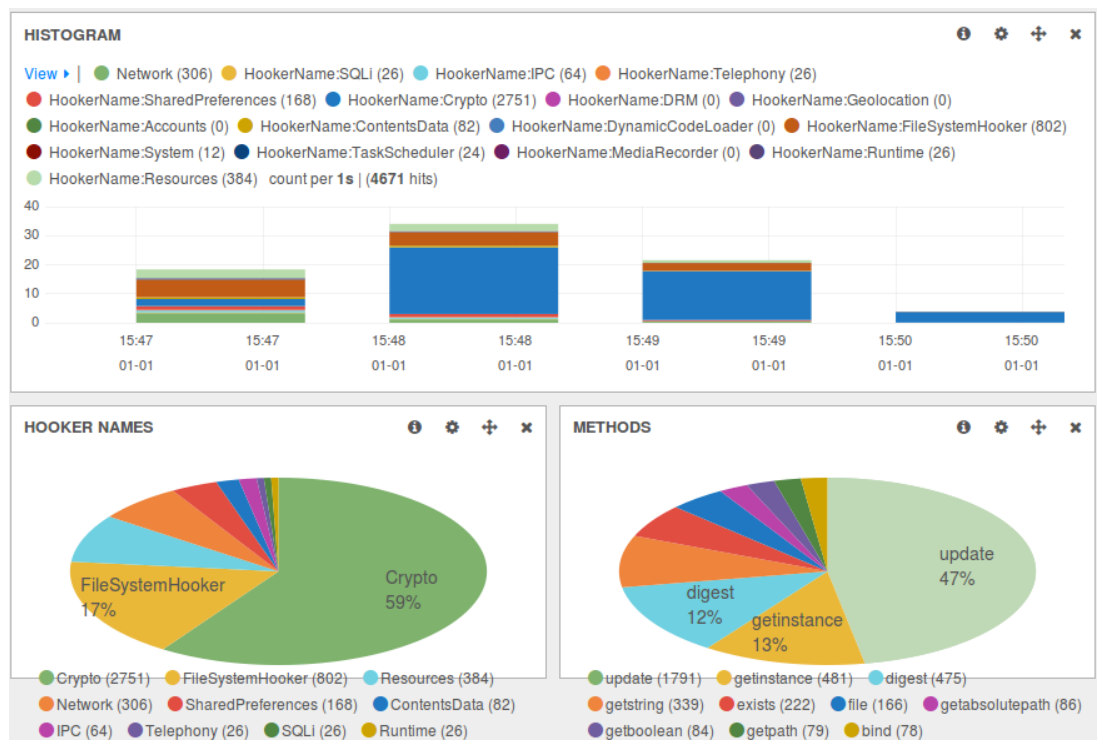 HISTOGRAM
View | Network (306) HookerName:SQLi (26) HookerName:IPC (64) HookerName:Telephony (26)
HookerName:SharedPreferences (168) HookerName:Crypto (2751) HookerName:DRM (0) HookerName:Geolocation (0)
HookerName:Accounts (0) HookerName:ContentsData (82) HookerName:DynamicCodeLoader (0) HookerName:FileSystemHooker (802)
HookerName:System (12) HookerName:TaskScheduler (24) HookerName:MediaRecorder (0) HookerName:Runtime (26)
HookerName:Resources (384) count per 1s | (4671 hits)
40
30
20
10
0
15:47 15:47 15:48 15:48 15:49 15:49 15:50 15:50
01-01 01-01 01-01 01-01 01-01 01-01 01-01 01-01
HOOKER NAMES
FileSystemHooker
17%
Crypto
59%
Crypto (2751) FileSystemHooker (802) Resources (384)
Network (306) SharedPreferences (168) ContentsData (82)
IPC (64) Telephony (26) SQLi (26) Runtime (26)
METHODS
update
47%
digest
12%
getinstance
13%
update (1791) getinstance (481) digest (475)
getstring (339) exists (222) file (166) getabsolutepath (86)
getboolean (84) getpath (79) bind (78)